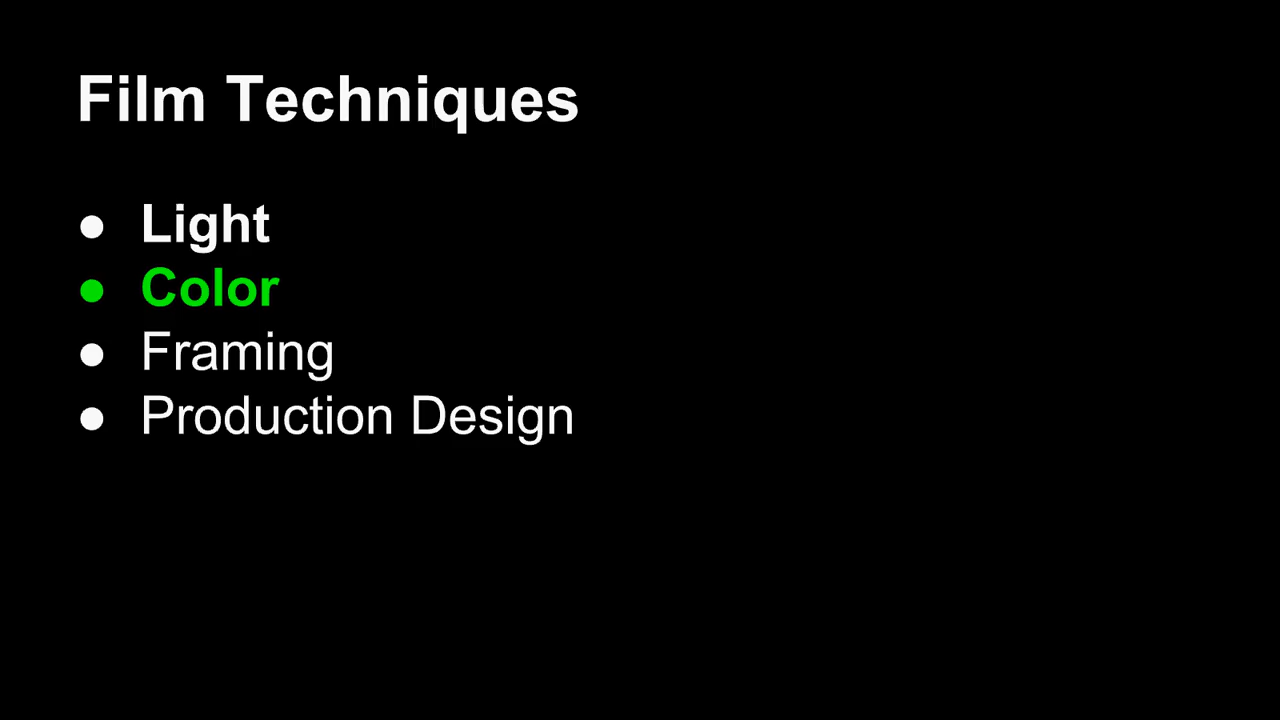 Film Techniques
● Light
● Color
● Framing
● Production Design